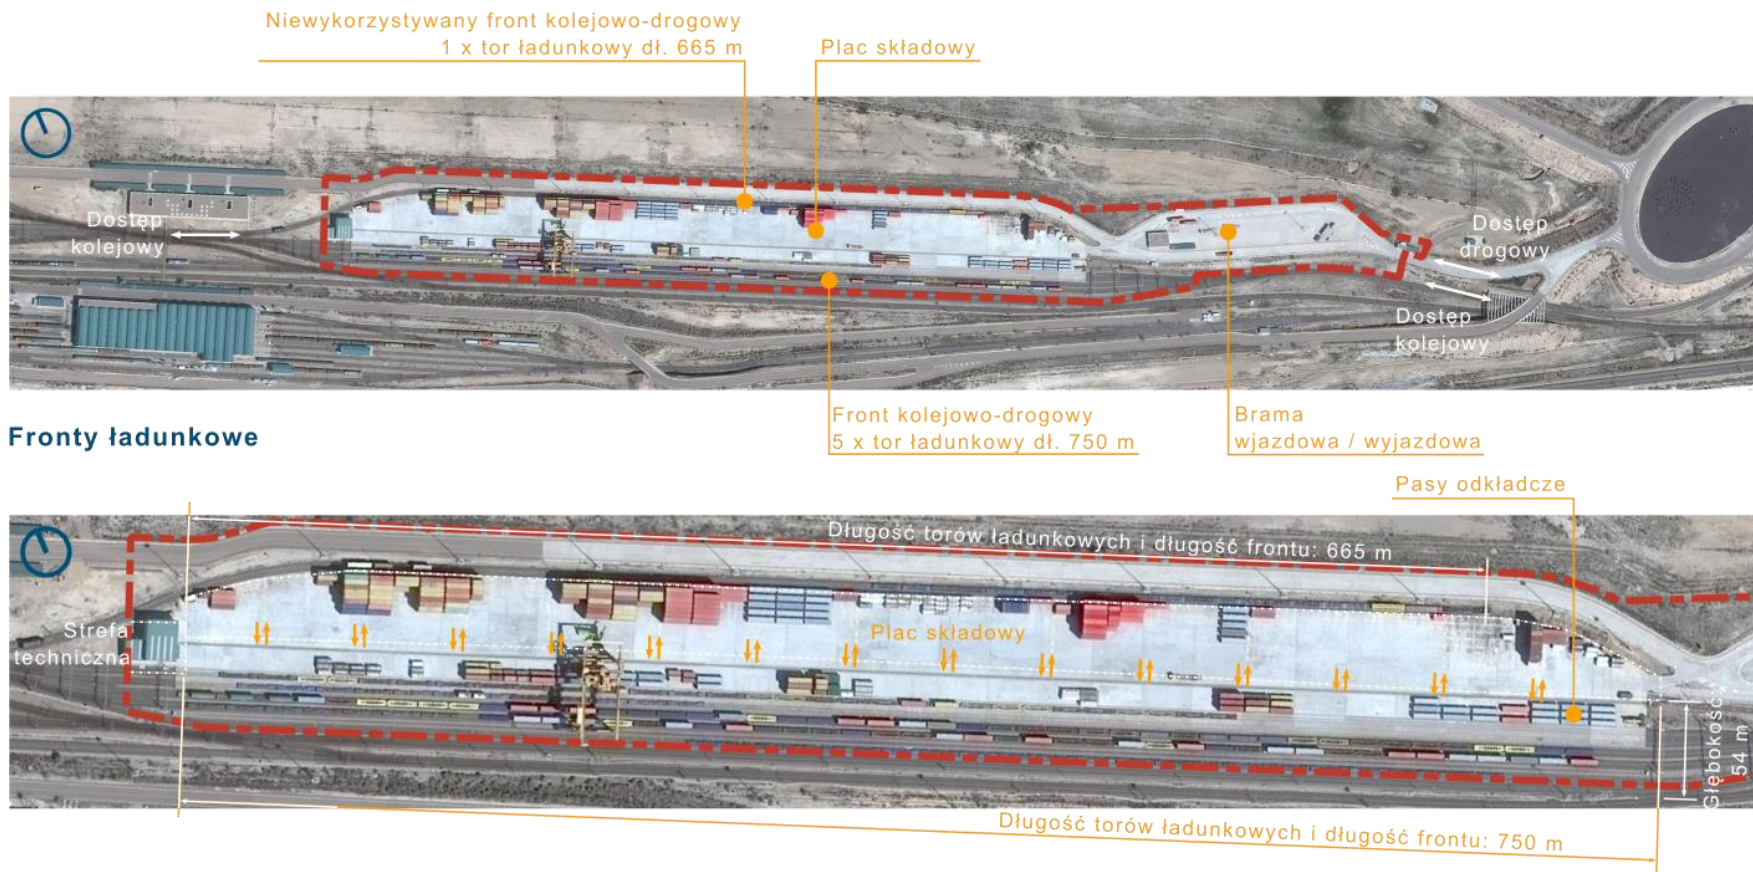 Niewykorzystywany front kolejowo-drogowy
1 x tor ładunkowy dł. 665 m
Plac składowy
Dostęp
kolejowy
Dostęp
drogowy
Dostęp
kolejowy
Front kolejowo-drogowy
5 x tor ładunkowy dł. 750 m
Brama
wjazdowa / wyjazdowa
Fronty ładunkowe
Pasy odkładcze
Długość torów ładunkowych i długość frontu: 665 m
Strefa
techniczna
Plac składowy
Głębokość
54 m
Długość torów ładunkowych i długość frontu: 750 m